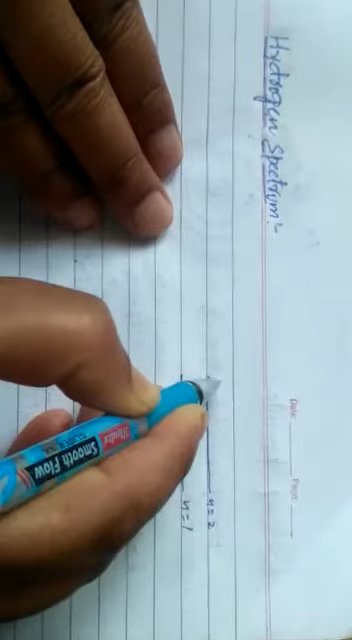 Hydrogen Spectrum:-
Date: Page:
n=2
n=1
Smooth Flow